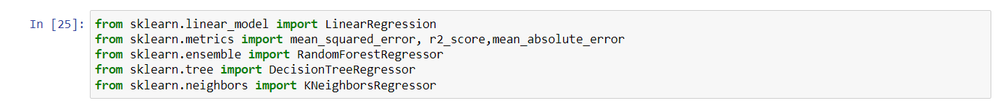 In [25]: from sklearn.linear_model import LinearRegression
from sklearn.metrics import mean_squared_error, r2_score,mean_absolute_error
from sklearn.ensemble import RandomForestRegressor
from sklearn.tree import DecisionTreeRegressor
from sklearn.neighbors import KNeighborsRegressor